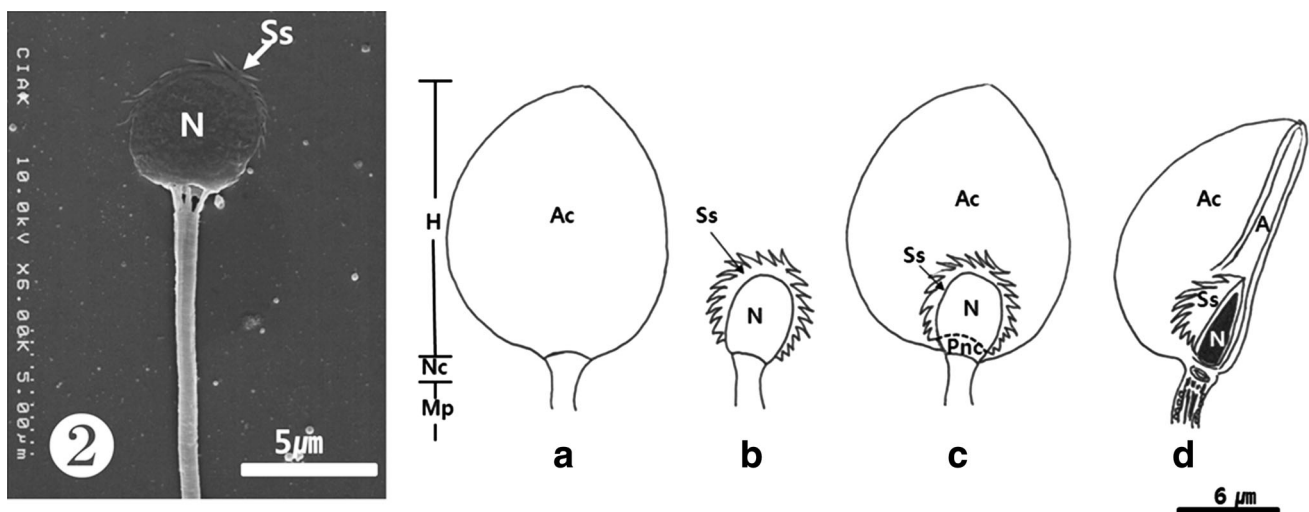 Ss
N
CIAK 10.0kV X6.00K 5.00µm
2
5µm
H
Nc
Mp
Ac
a
Ss
N
b
Ac
Ss
N
Pnc
c
Ac
A
Ss
N
d
6 µm